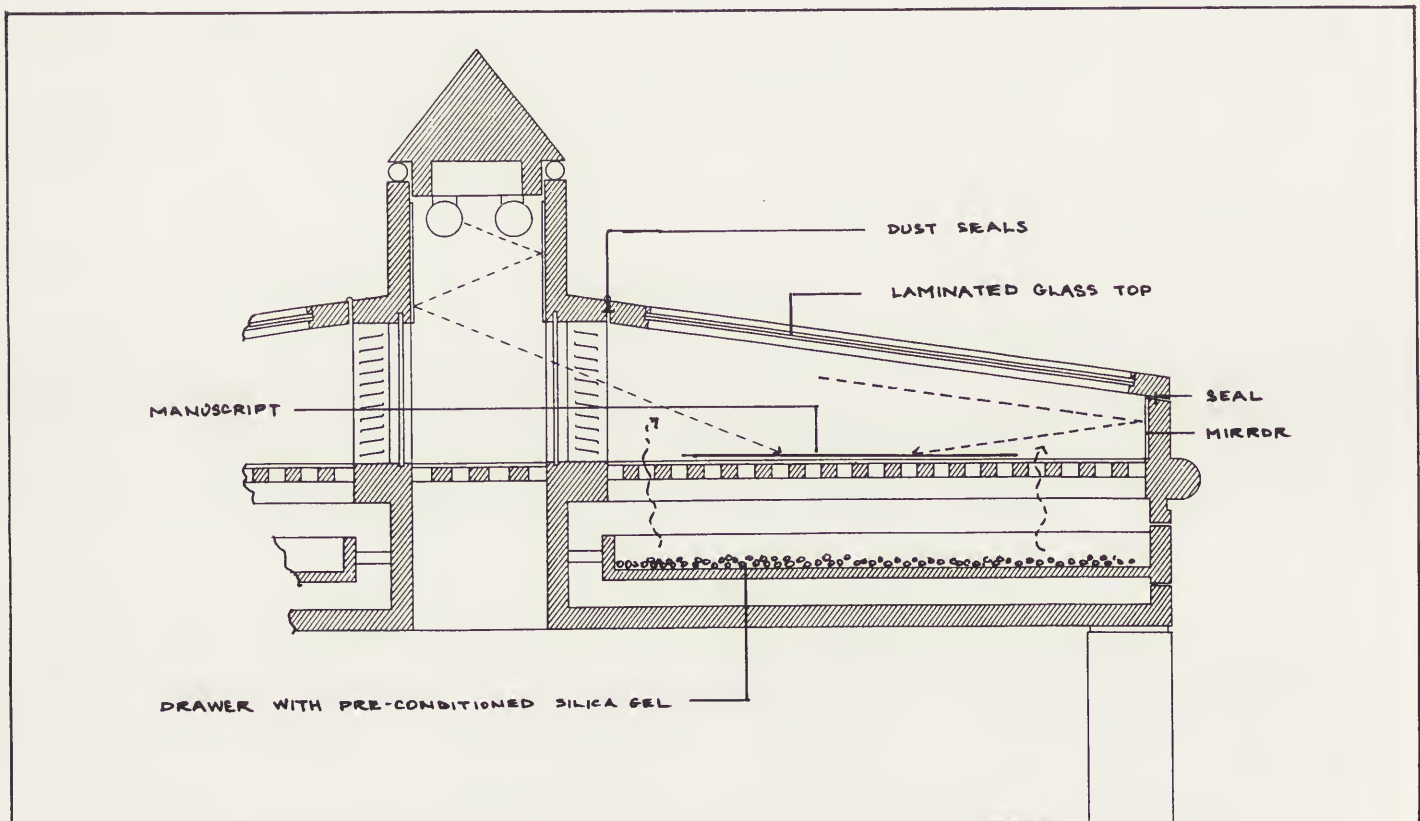 DUST SEALS
LAMINATED GLASS TOP
MANUSCRIPT
SEAL
MIRROR
DRAWER WITH PRE-CONDITIONED SILICA GEL